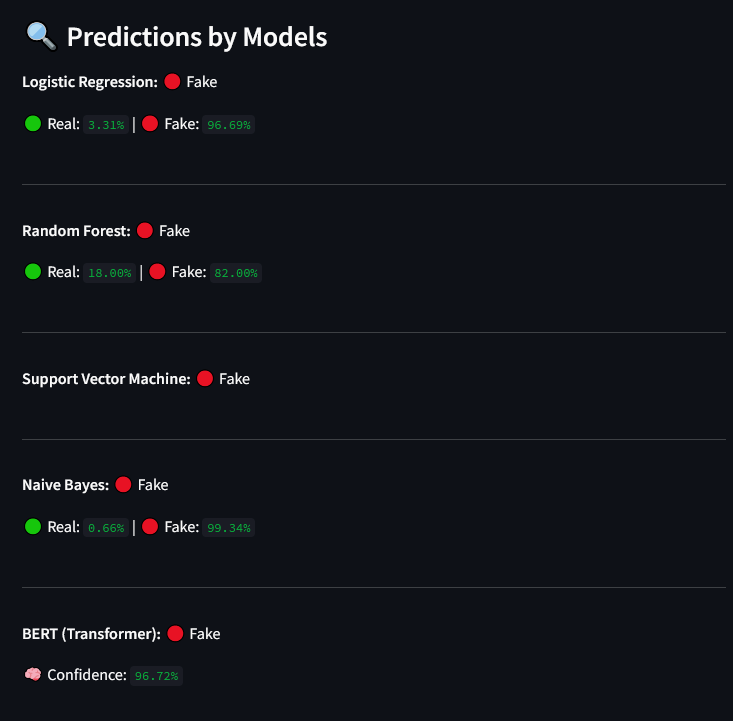 🔍 Predictions by Models
Logistic Regression: 🔴 Fake
🟢 Real: 3.31% | 🔴 Fake: 96.69%
Random Forest: 🔴 Fake
🟢 Real: 18.00% | 🔴 Fake: 82.00%
Support Vector Machine: 🔴 Fake
Naive Bayes: 🔴 Fake
🟢 Real: 0.66% | 🔴 Fake: 99.34%
BERT (Transformer): 🔴 Fake
🧠 Confidence: 96.72%